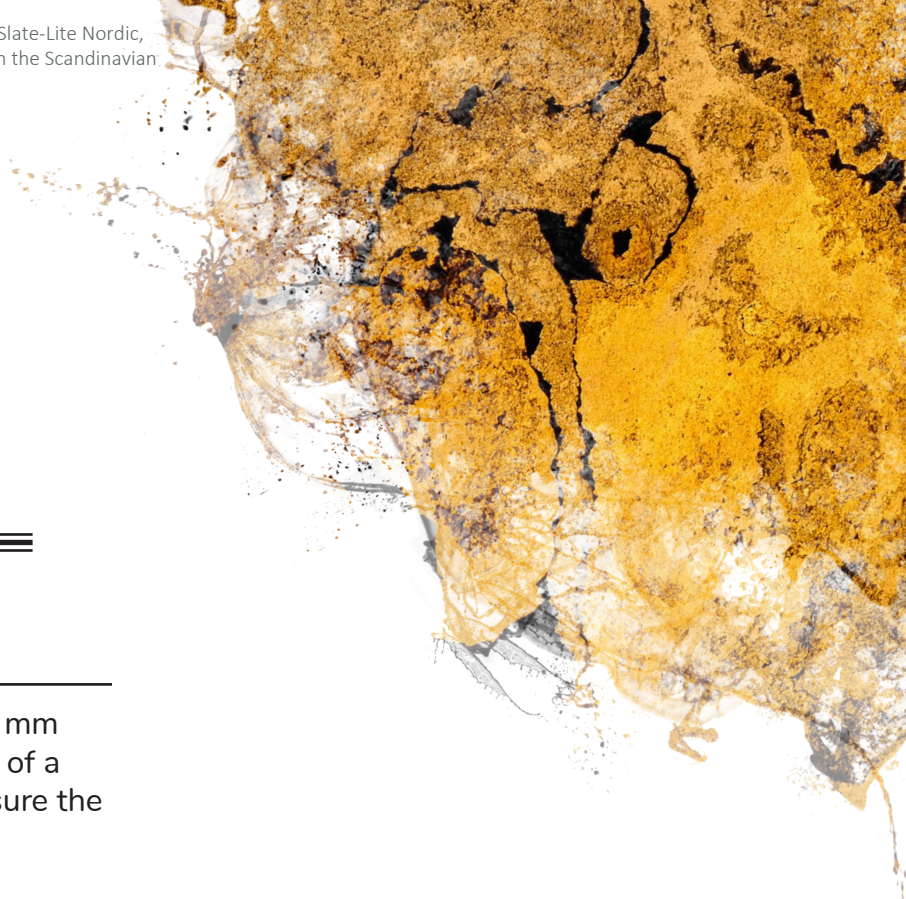 Slate-Lite Nordic,
the Scandinavian
mm
of a
sure the